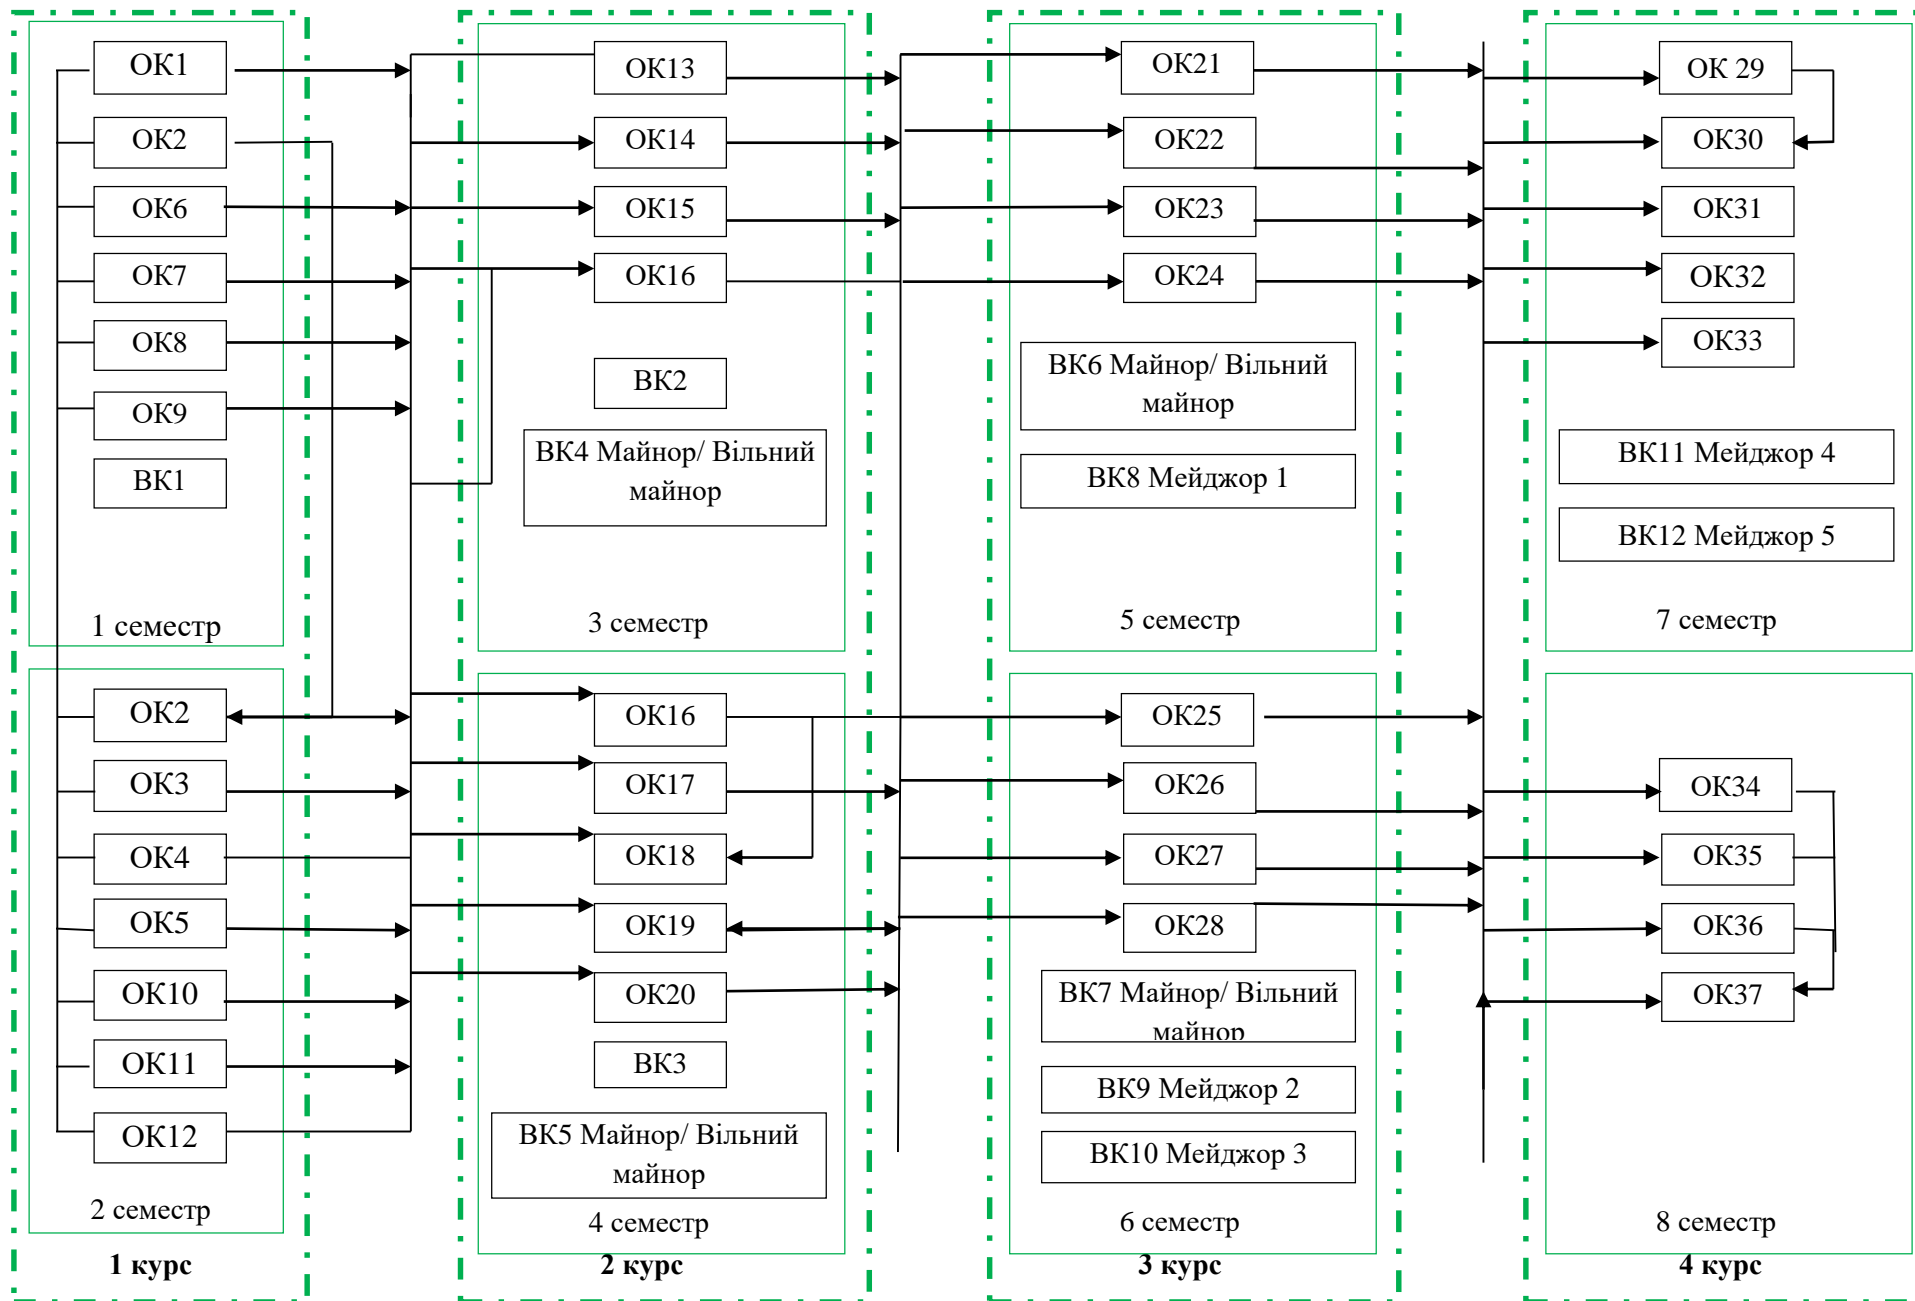 ОК1
ОК2
ОК6
ОК7
ОК8
ОК9
ВК1
1 семестр
ОК2
ОК3
ОК4
ОК5
ОК10
ОК11
ОК12
2 семестр
1 курс
ОК13
ОК14
ОК15
ОК16
ВК2
ВК4 Майнор/ Вільний
майнор
3 семестр
ОК16
ОК17
ОК18
ОК19
ОК20
ВК3
ВК5 Майнор/ Вільний
майнор
4 семестр
2 курс
ОК21
ОК22
ОК23
ОК24
ВК6 Майнор/ Вільний
майнор
ВК8 Мейджор 1
5 семестр
ОК25
ОК26
ОК27
ОК28
ВК7 Майнор/ Вільний
майнор
ВК9 Мейджор 2
ВК10 Мейджор 3
6 семестр
3 курс
ОК 29
ОК30
ОК31
ОК32
ОК33
ВК11 Мейджор 4
ВК12 Мейджор 5
7 семестр
ОК34
ОК35
ОК36
ОК37
8 семестр
4 курс